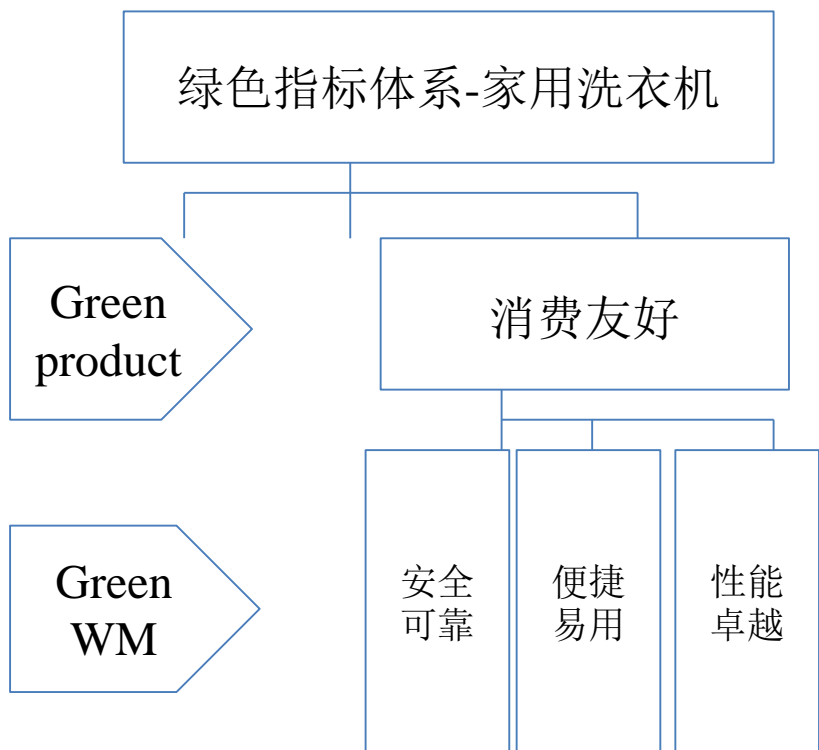 绿色指标体系-家用洗衣机
Green
product
消费友好
Green
WM
安全
可靠
便捷
易用
性能
卓越